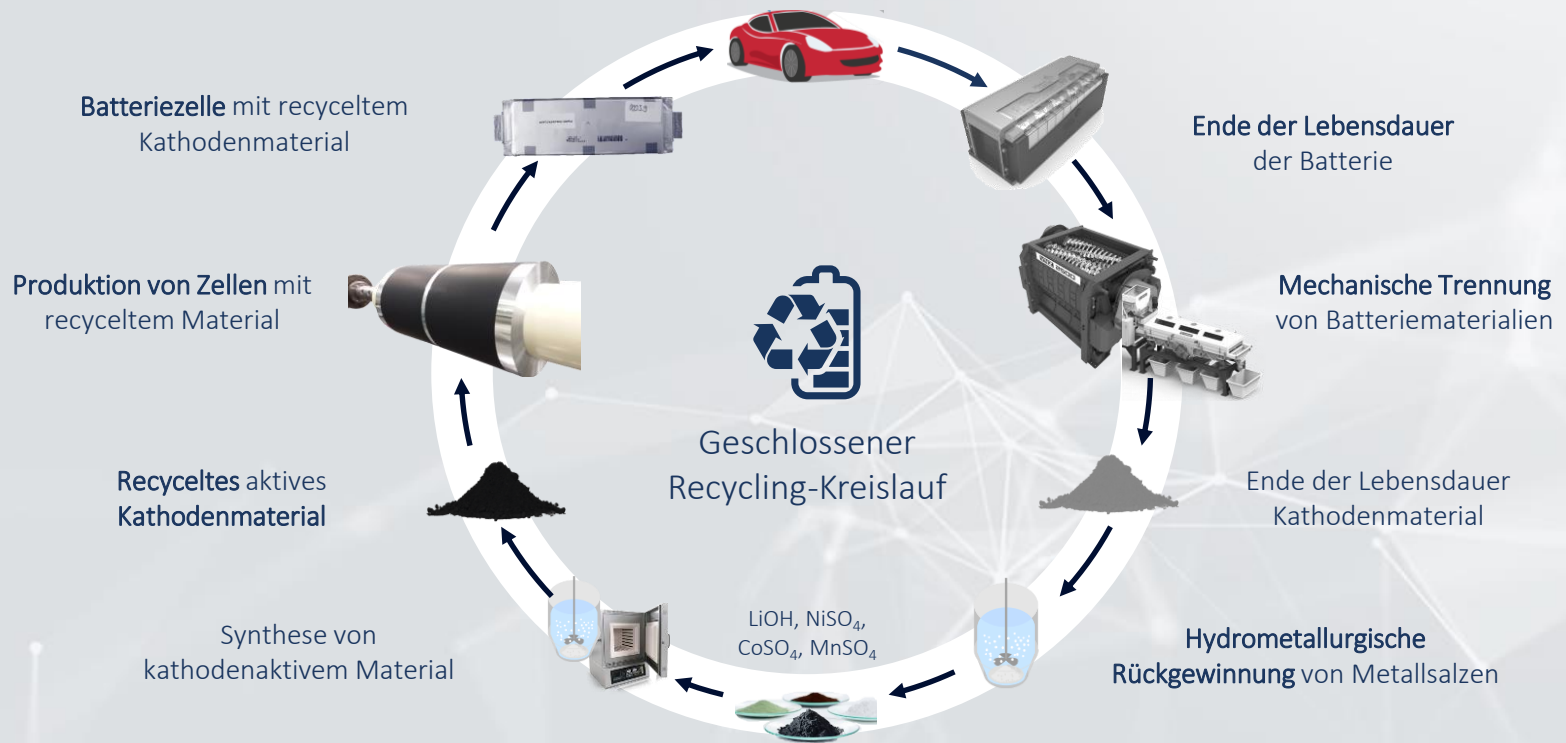 Batteriezelle mit recyceltem
Kathodenmaterial
Ende der Lebensdauer
der Batterie
Produktion von Zellen mit
recyceltem Material
Mechanische Trennung
von Batteriematerialien
Geschlossener
Recycling-Kreislauf
Recyceltes aktives
Kathodenmaterial
Ende der Lebensdauer
Kathodenmaterial
Synthese von
kathodenaktivem Material
LiOH, NiSO₄,
CoSO₄, MnSO₄
Hydrometallurgische
Rückgewinnung von Metallsalzen